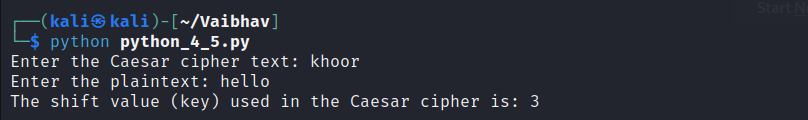 Start N
┌──(kali㉿kali)-[~/Vaibhav]
└─$ python python_4_5.py
Enter the Caesar cipher text: khoor
Enter the plaintext: hello
The shift value (key) used in the Caesar cipher is: 3